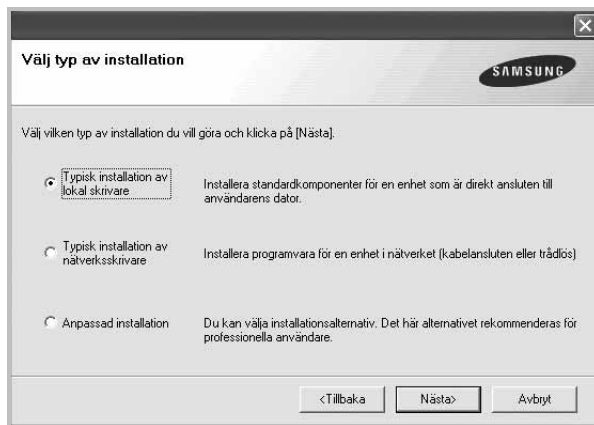 Välj typ av installation
SAMSUNG
Välj vilken typ av installation du vill göra och klicka på [Nästa].
Typisk installation av
lokal skrivare
Installera standardkomponenter för en enhet som är direkt ansluten till
användarens dator.
Typisk installation av
nätverksskrivare
Installera programvara för en enhet i nätverket (kabelansluten eller trådlös)
Anpassad installation
Du kan välja installationsalternativ. Det här alternativet rekommenderas för
professionella användare.
<Tillbaka
Nästa>
Avbryt